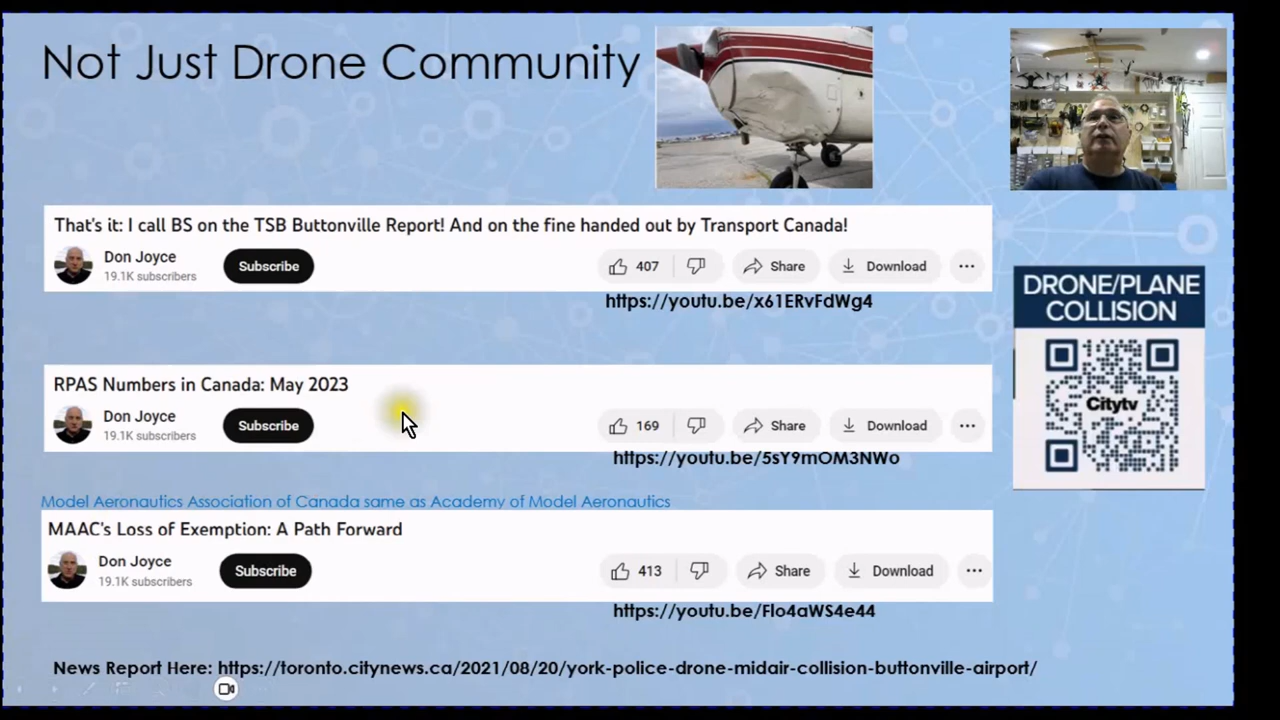 Not Just Drone Community
That's it: I call BS on the TSB Buttonville Report! And on the fine handed out by Transport Canada!
Don Joyce
19.1K subscribers
Subscribe
407
Share
Download
https://youtu.be/x61ERvFdWg4
DRONE/PLANE
COLLISION
Citytv
RPAS Numbers in Canada: May 2023
Don Joyce
19.1K subscribers
Subscribe
169
Share
Download
https://youtu.be/5sY9mOM3NWo
Model Aeronautics Association of Canada same as Academy of Model Aeronautics
MAAC's Loss of Exemption: A Path Forward
Don Joyce
19.1K subscribers
Subscribe
413
Share
Download
https://youtu.be/Flo4aWS4e44
News Report Here: https://toronto.citynews.ca/2021/08/20/york-police-drone-midair-collision-buttonville-airport/